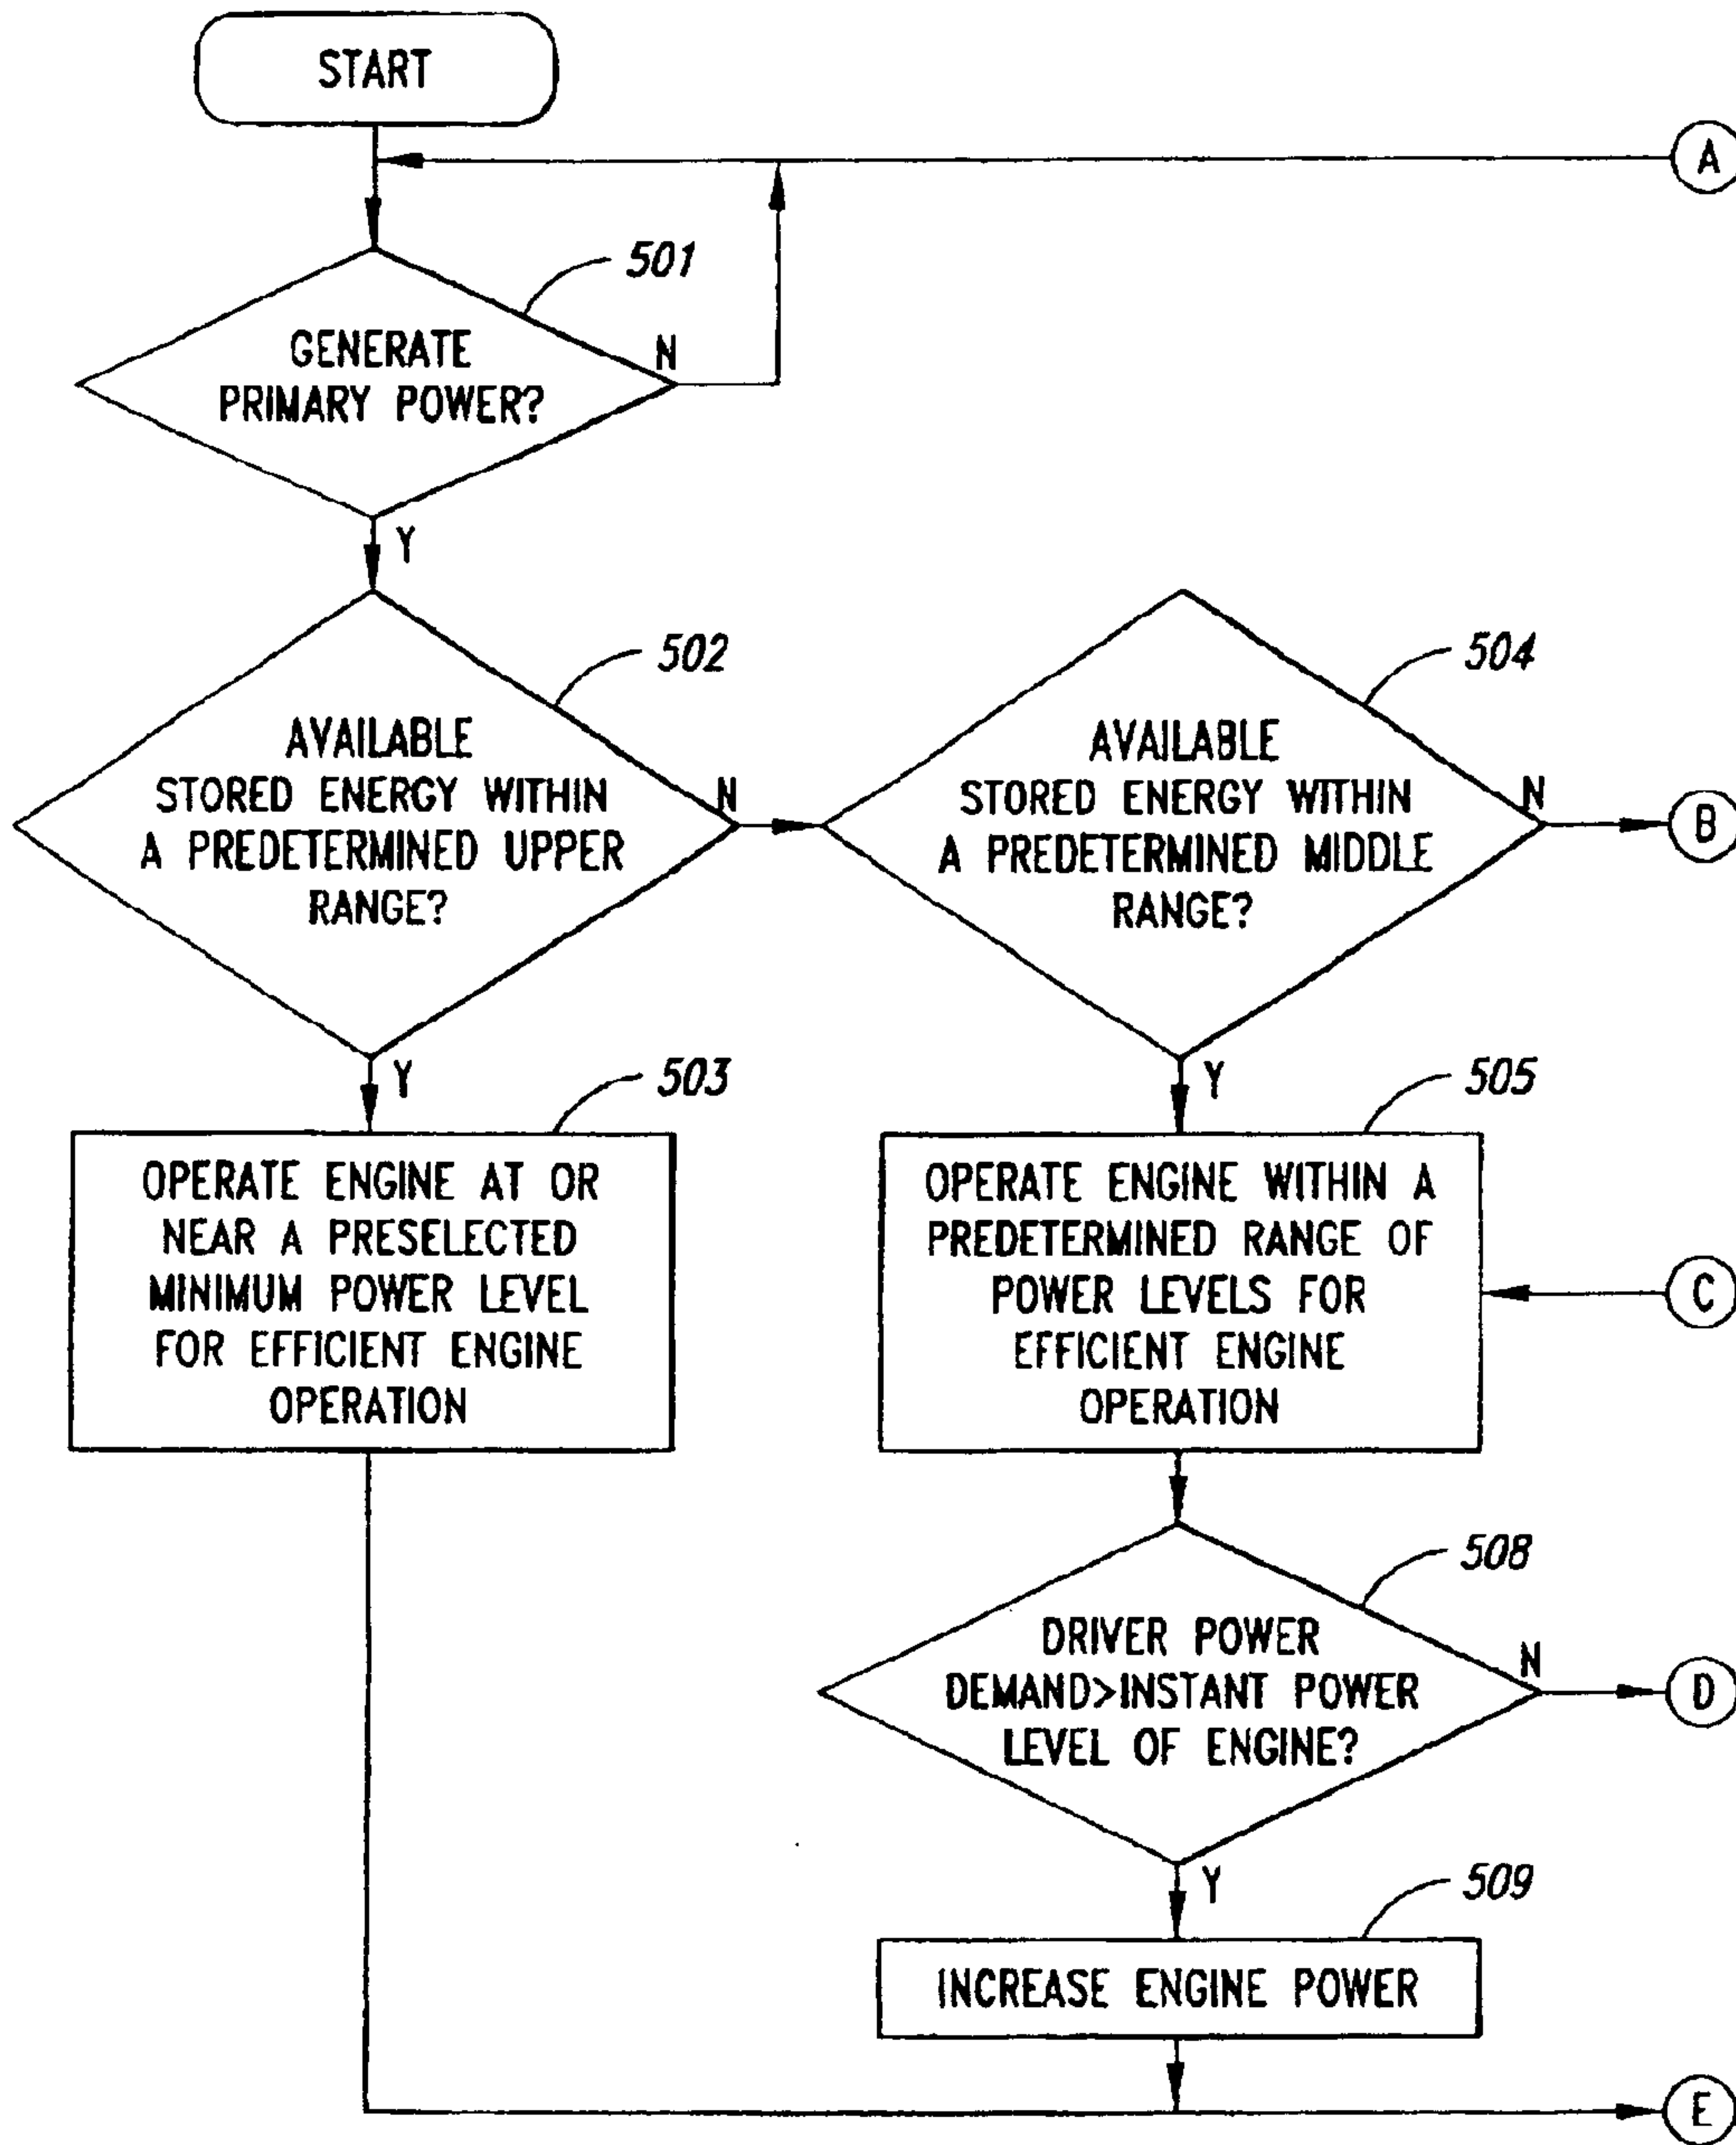 START
A
501
GENERATE
PRIMARY POWER?
N
Y
502
AVAILABLE
STORED ENERGY WITHIN
A PREDETERMINED UPPER
RANGE?
N
Y
504
AVAILABLE
STORED ENERGY WITHIN
A PREDETERMINED MIDDLE
RANGE?
N
B
Y
503
OPERATE ENGINE AT OR
NEAR A PRESELECTED
MINIMUM POWER LEVEL
FOR EFFICIENT ENGINE
OPERATION
505
OPERATE ENGINE WITHIN A
PREDETERMINED RANGE OF
POWER LEVELS FOR
EFFICIENT ENGINE
OPERATION
C
508
DRIVER POWER
DEMAND>INSTANT POWER
LEVEL OF ENGINE?
N
D
Y
509
INCREASE ENGINE POWER
E